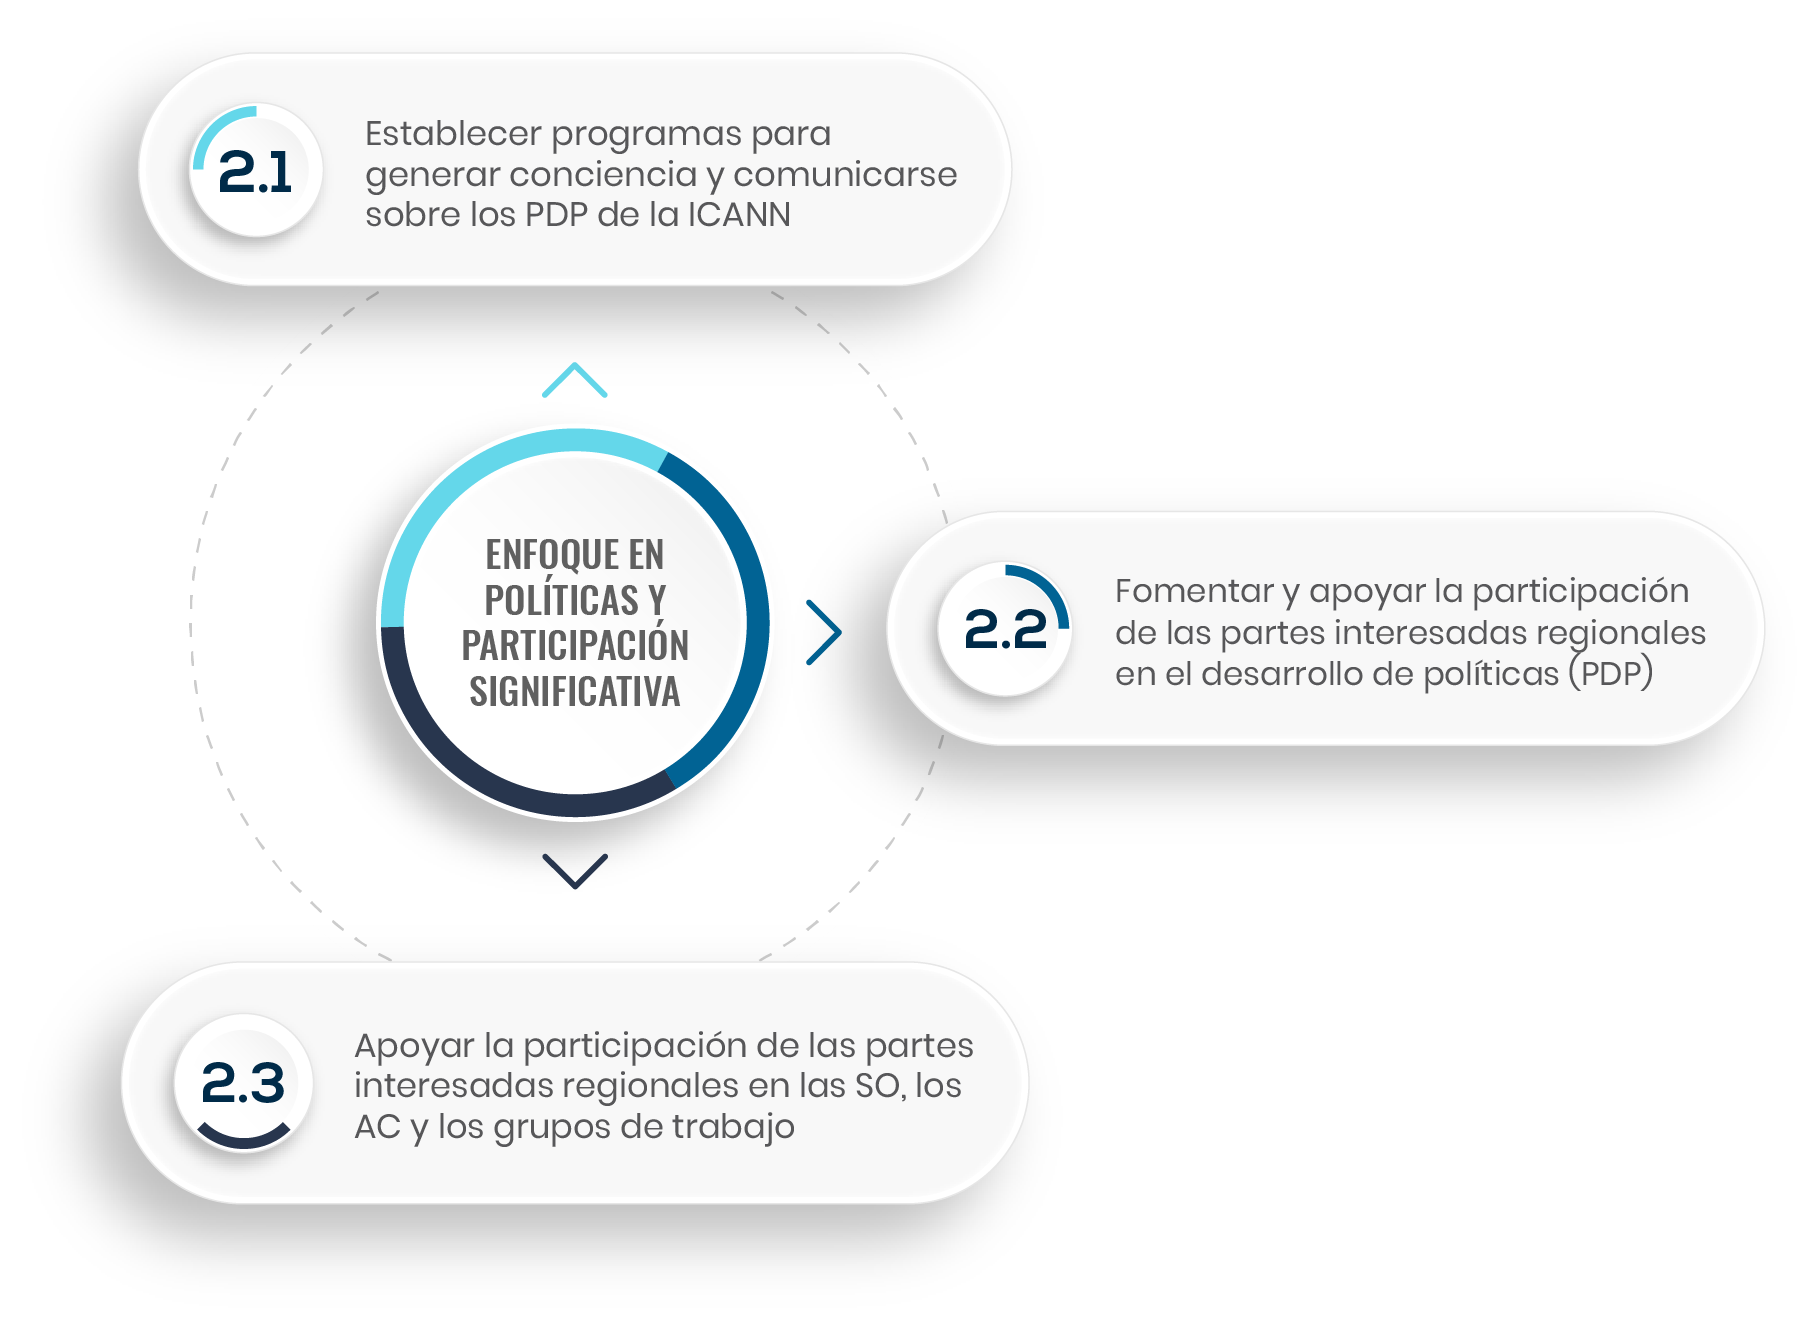 2.1
Establecer programas para
generar conciencia y comunicarse
sobre los PDP de la ICANN
ENFOQUE EN
POLÍTICAS Y
PARTICIPACIÓN
SIGNIFICATIVA
2.2
Fomentar y apoyar la participación
de las partes interesadas regionales
en el desarrollo de políticas (PDP)
2.3
Apoyar la participación de las partes
interesadas regionales en las SO, los
AC y los grupos de trabajo